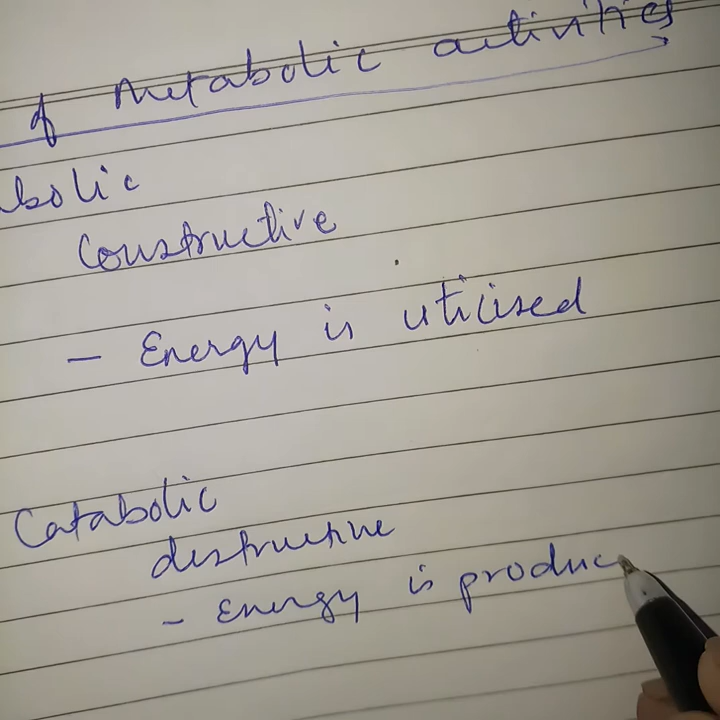 of Metabolic activities
bolic
Constructive
- Energy is utilised
Catabolic
destructive
- Energy is produc